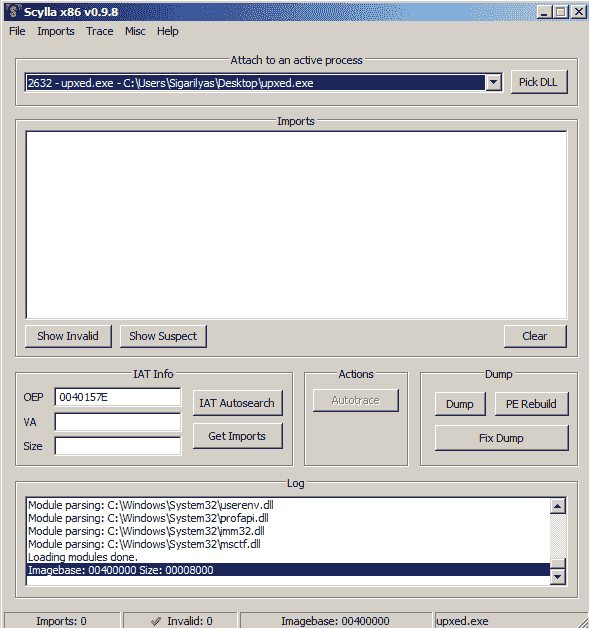 Scylla x86 v0.9.8
File Imports Trace Misc Help
Attach to an active process
2632 - upxed.exe - C:\Users\Sigarilyas\Desktop\upxed.exe
Pick DLL
Imports
Show Invalid Show Suspect Clear
IAT Info
OEP 0040157E
VA
Size
IAT Autosearch
Get Imports
Actions
Autotrace
Dump
Dump PE Rebuild
Fix Dump
Log
Module parsing: C:\Windows\System32\userenv.dll
Module parsing: C:\Windows\System32\profapi.dll
Module parsing: C:\Windows\System32\imm32.dll
Module parsing: C:\Windows\System32\msctf.dll
Loading modules done.
Imagebase: 00400000 Size: 00008000
Imports: 0 Invalid: 0 Imagebase: 00400000 upxed.exe